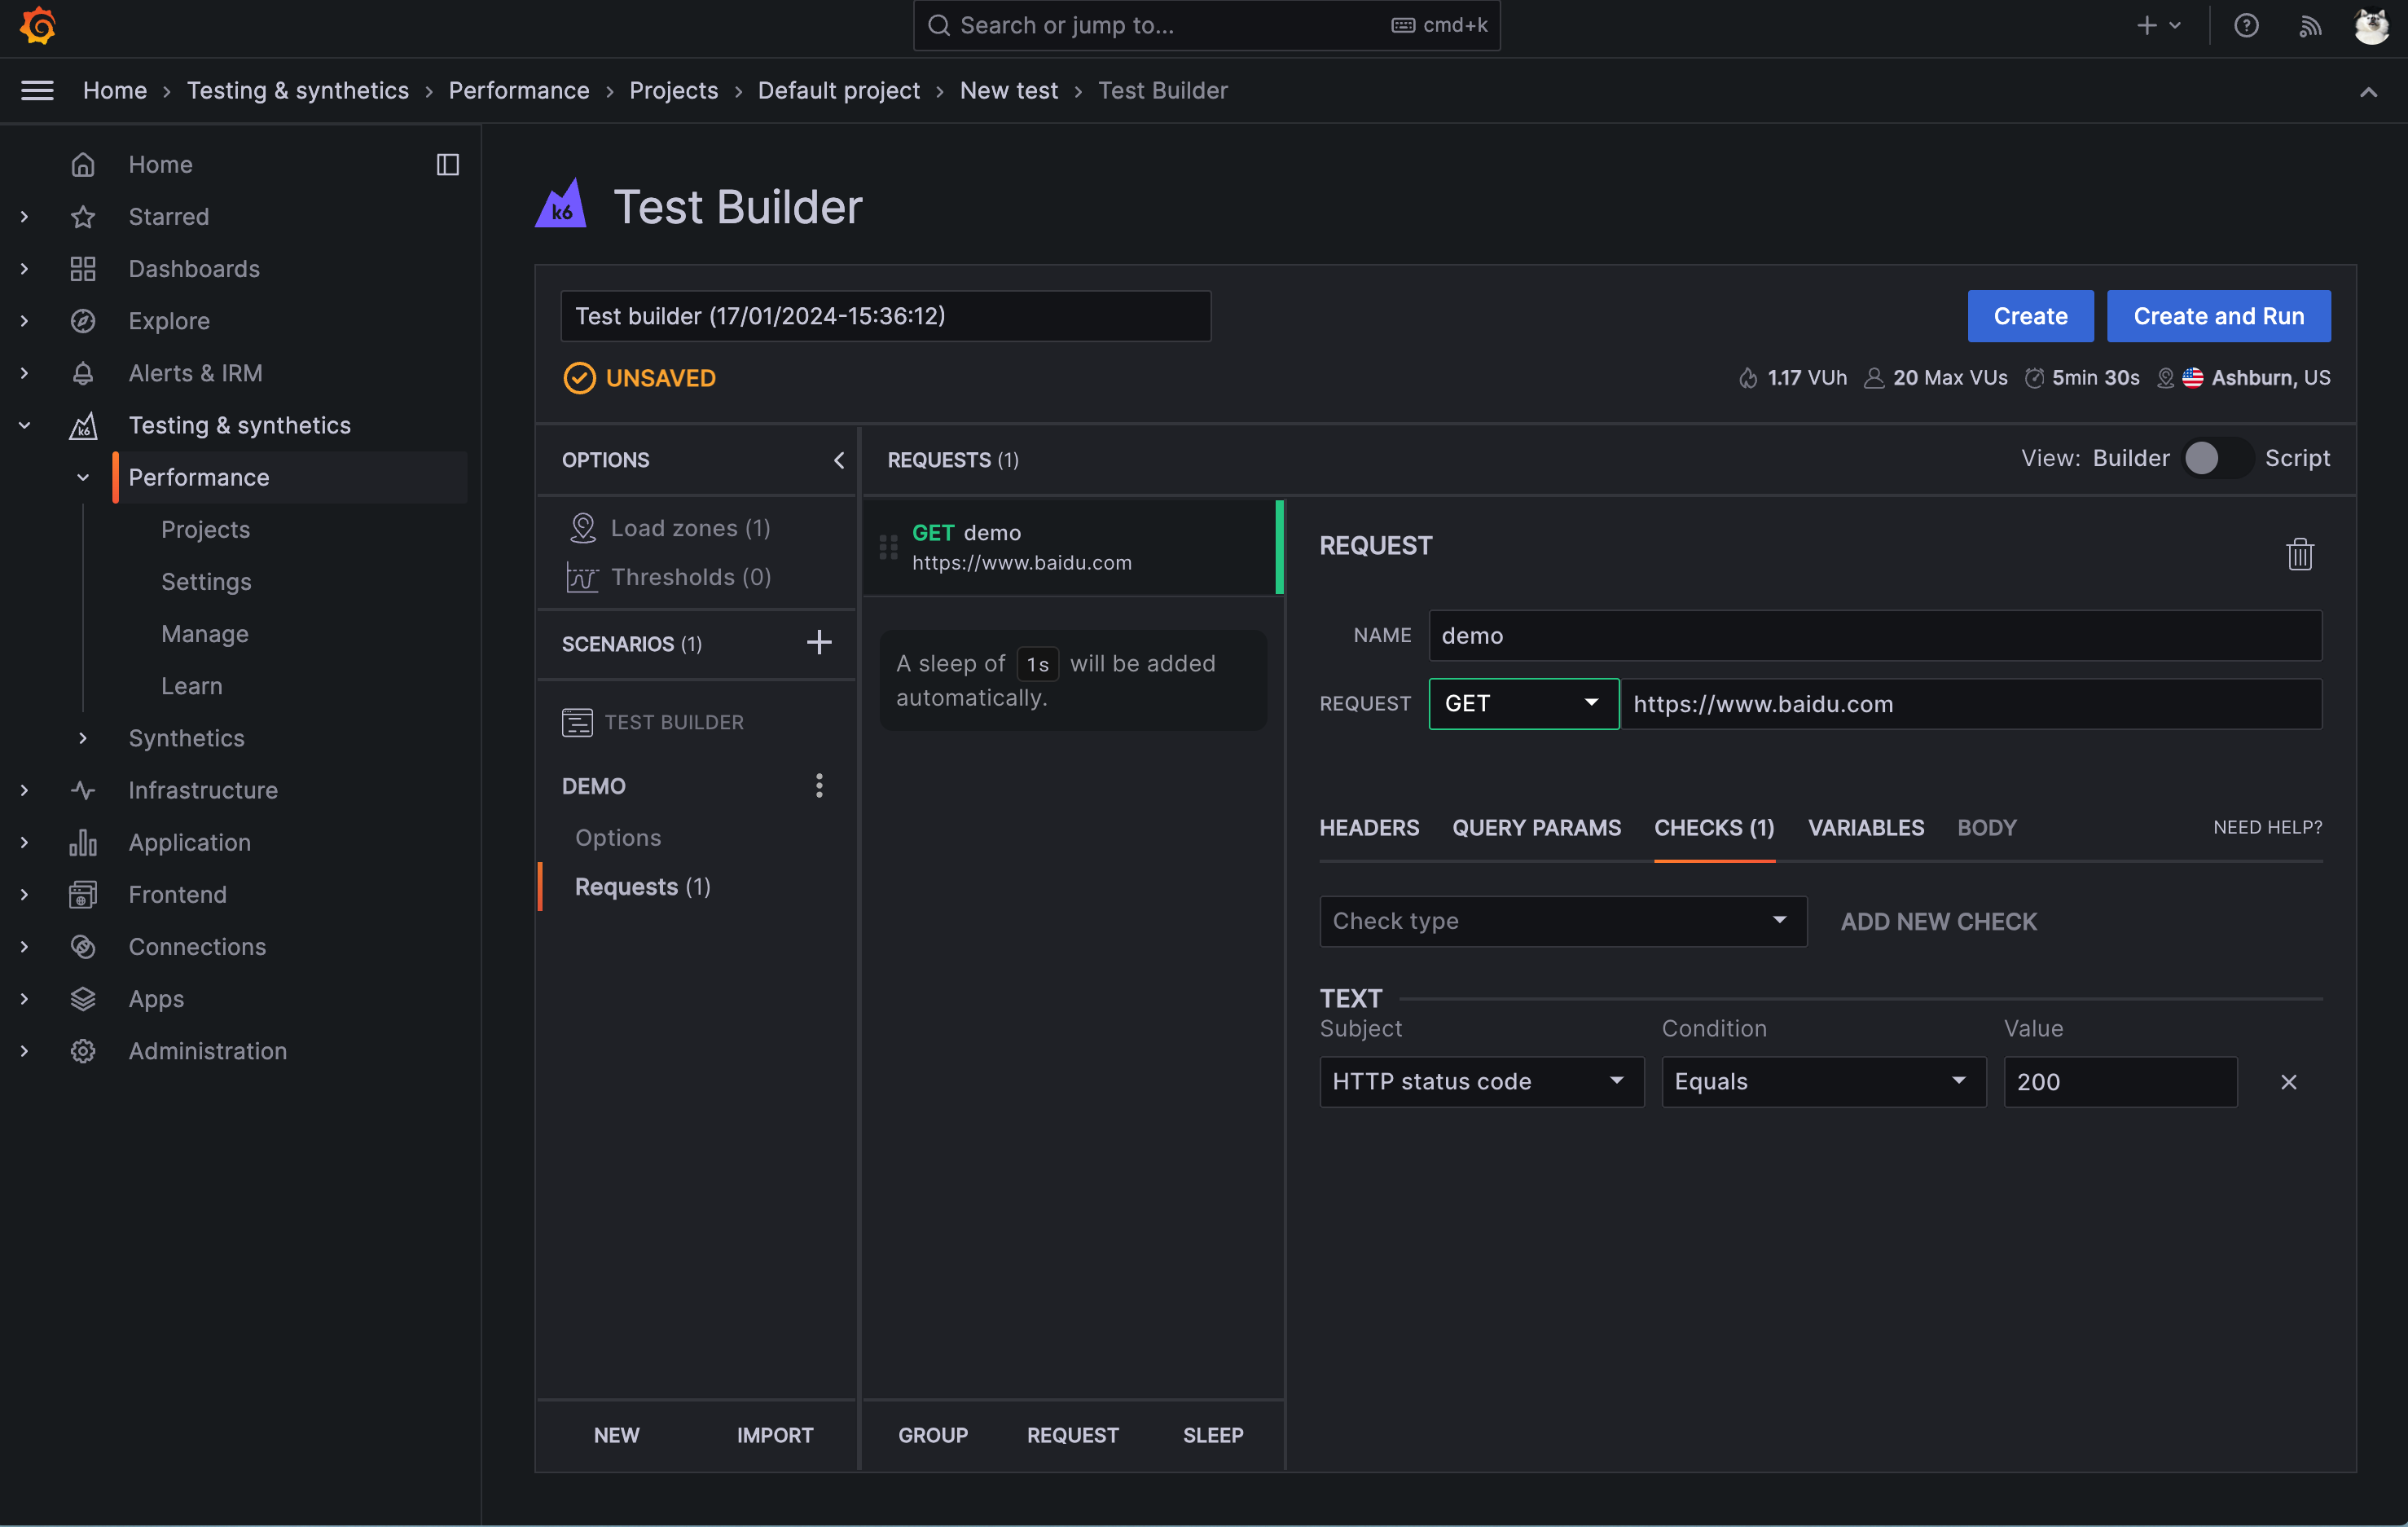 Search or jump to...
cmd+k
Home
Testing & synthetics
Performance
Projects
Default project
New test
Test Builder
Home
Starred
Dashboards
Explore
Alerts & IRM
k6
Testing & synthetics
Performance
Projects
Settings
Manage
Learn
Synthetics
Infrastructure
Application
Frontend
Connections
Apps
Administration
k6
Test Builder
Test builder (17/01/2024-15:36:12)
Create
Create and Run
UNSAVED
1.17 VUh
20 Max VUs
5min 30s
Ashburn, US
OPTIONS
Load zones (1)
Thresholds (0)
SCENARIOS (1)
TEST BUILDER
DEMO
Options
Requests (1)
NEW
IMPORT
REQUESTS (1)
View: Builder
Script
GET demo
https://www.baidu.com
A sleep of 1s will be added
automatically.
GROUP
REQUEST
SLEEP
REQUEST
NAME
demo
REQUEST
GET
https://www.baidu.com
HEADERS
QUERY PARAMS
CHECKS (1)
VARIABLES
BODY
NEED HELP?
Check type
ADD NEW CHECK
TEXT
Subject
Condition
Value
HTTP status code
Equals
200